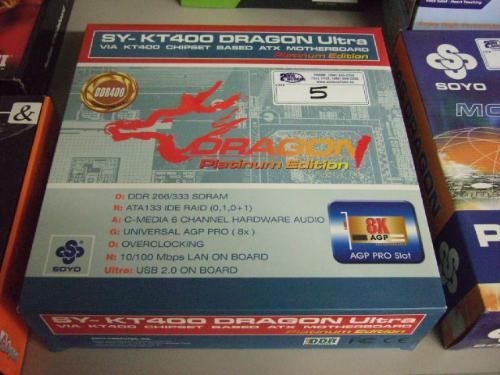 SY- KT400 DRAGON Ultra
VIA KT400 CHIPSET BASED ATX MOTHERBOARD
Platinum Edition
DDR400
5
DRAGON
Platinum Edition
D: DDR 266/333 SDRAM
R: ATA133 IDE RAID (0,1,0+1)
A: C-MEDIA 6 CHANNEL HARDWARE AUDIO
G: UNIVERSAL AGP PRO ( 8x )
O: OVERCLOCKING
N: 10/100 Mbps LAN ON BOARD
Ultra: USB 2.0 ON BOARD
8X
AGP
AGP PRO Slot
SOYO
SY- KT400 DRAGON Ultra
VIA KT400 CHIPSET BASED ATX MOTHERBOARD
Platinum Edition
DDR
FC CE
&
SOYO
MO
P